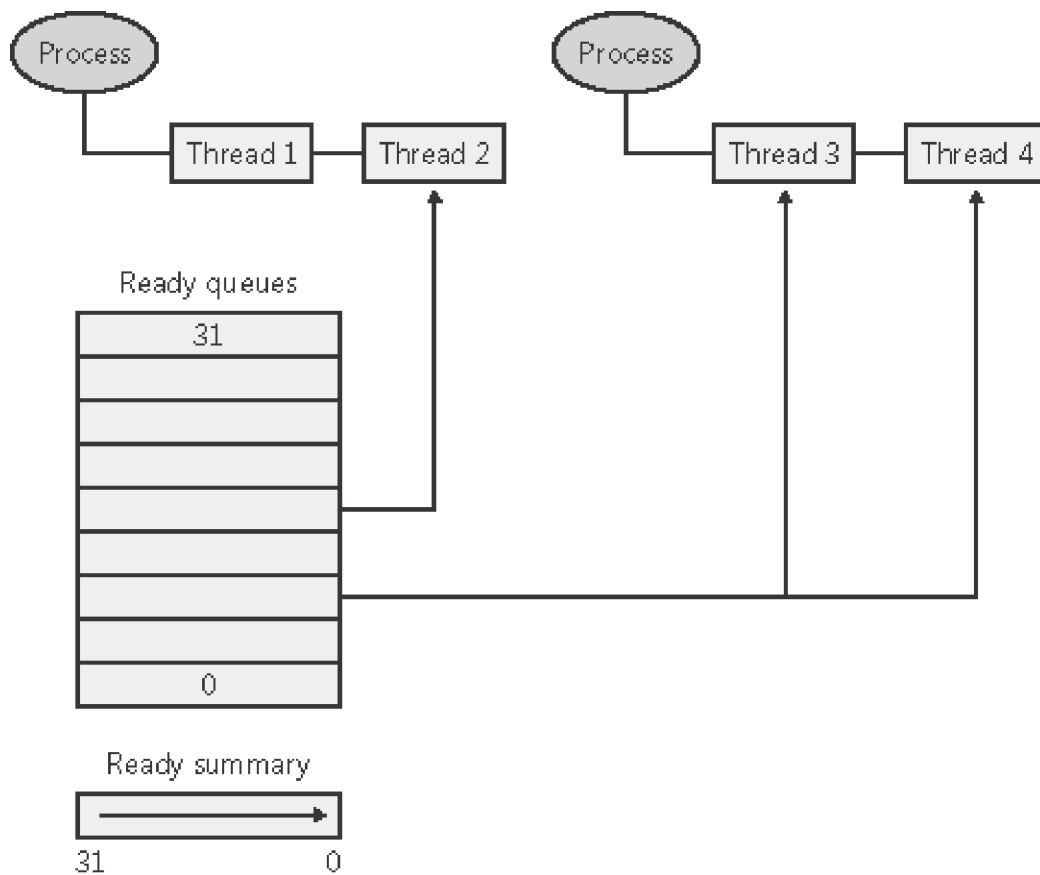 Process
Process
Thread 1
Thread 2
Thread 3
Thread 4
Ready queues
31
0
Ready summary
31
0